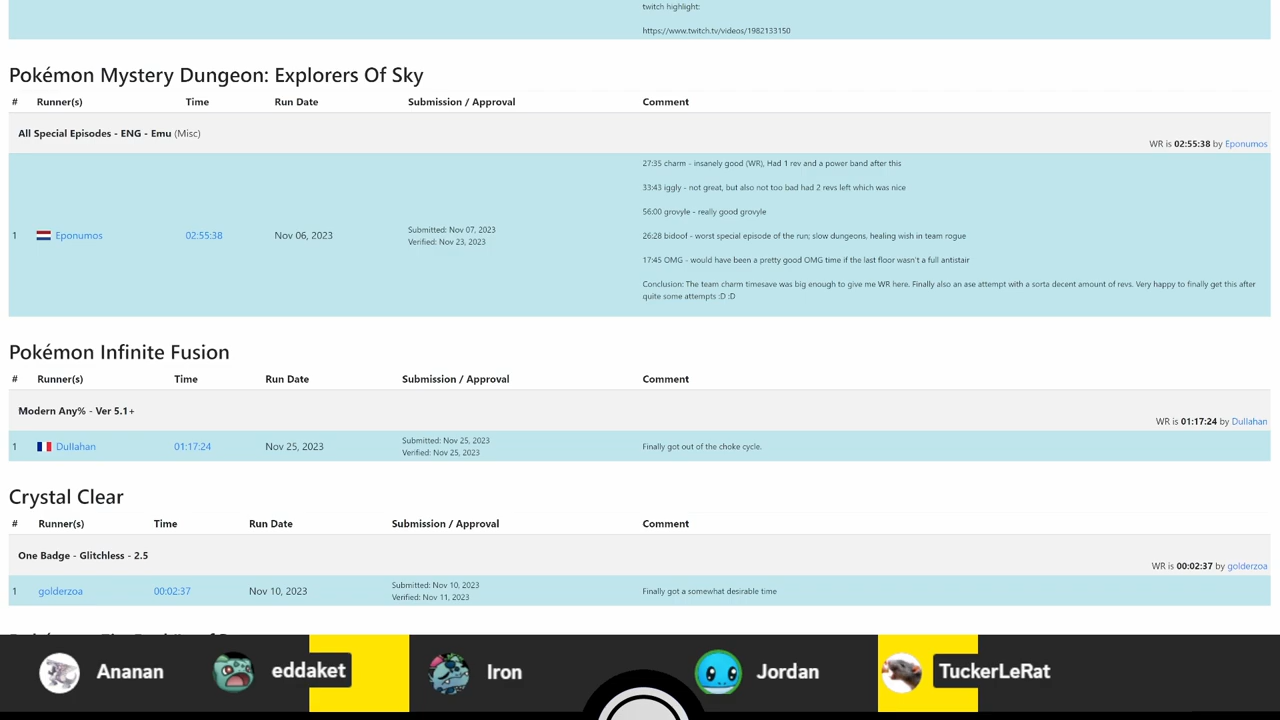 twitch highlight:
https://www.twitch.tv/videos/1982133150
Pokémon Mystery Dungeon: Explorers Of Sky
# Runner(s) Time Run Date Submission / Approval Comment
All Special Episodes - ENG - Emu (Misc)
WR is 02:55:38 by Eponumos
27:35 charm - insanely good (WR), Had 1 rev and a power band after this
33:43 iggly - not great, but also not too bad had 2 revs left which was nice
56:00 grovyle - really good grovyle
1 Eponumos 02:55:38 Nov 06, 2023 Submitted: Nov 07, 2023
Verified: Nov 23, 2023
26:28 bidoof - worst special episode of the run; slow dungeons, healing wish in team rogue
17:45 OMG - would have been a pretty good OMG time if the last floor wasn't a full antistair
Conclusion: The team charm timesave was big enough to give me WR here. Finally also an ase attempt with a sorta decent amount of revs. Very happy to finally get this after
quite some attempts :D :D
Pokémon Infinite Fusion
# Runner(s) Time Run Date Submission / Approval Comment
Modern Any% - Ver 5.1+
WR is 01:17:24 by Dullahan
1 Dullahan 01:17:24 Nov 25, 2023 Submitted: Nov 25, 2023
Verified: Nov 25, 2023
Finally got out of the choke cycle.
Crystal Clear
# Runner(s) Time Run Date Submission / Approval Comment
One Badge - Glitchless - 2.5
WR is 00:02:37 by golderzoa
1 golderzoa 00:02:37 Nov 10, 2023 Submitted: Nov 10, 2023
Verified: Nov 11, 2023
Finally got a somewhat desirable time
Ananan eddaket Iron Jordan TuckerLeRat